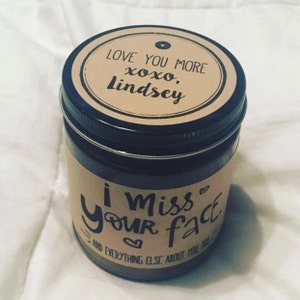 LOVE YOU MORE
xoxo,
Lindsey
i miss
your face
AND EVERYTHING ELSE ABOUT YOU